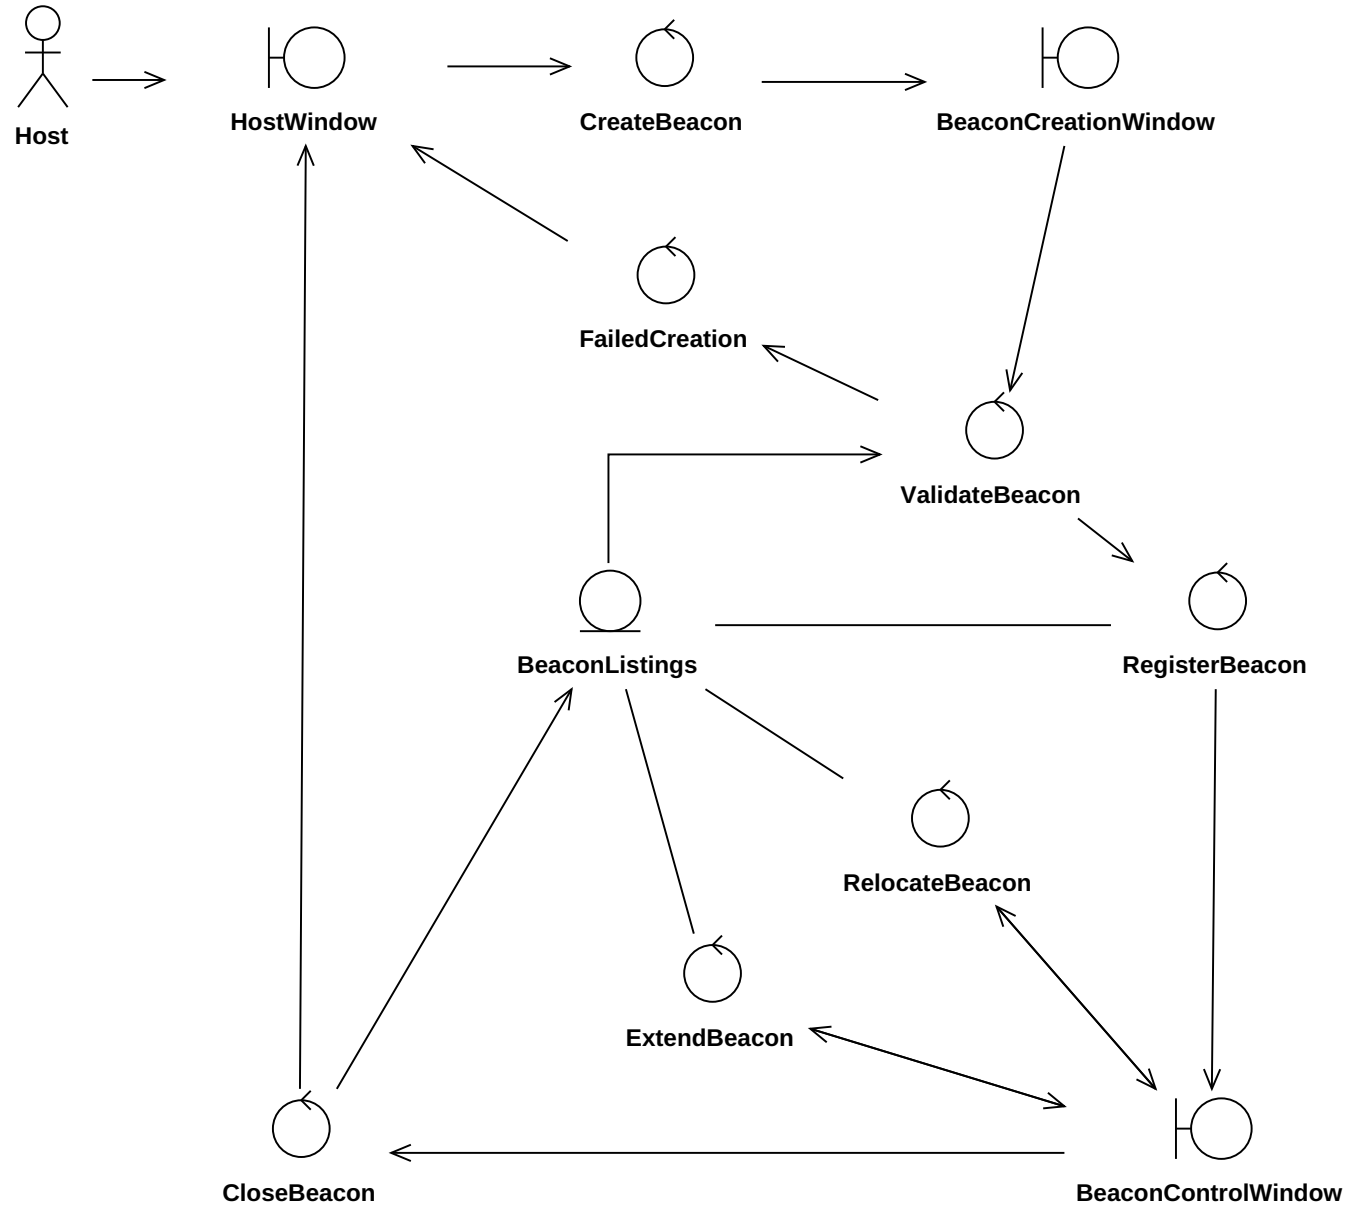 Host
HostWindow
CreateBeacon
BeaconCreationWindow
FailedCreation
ValidateBeacon
BeaconListings
RegisterBeacon
RelocateBeacon
ExtendBeacon
CloseBeacon
BeaconControlWindow